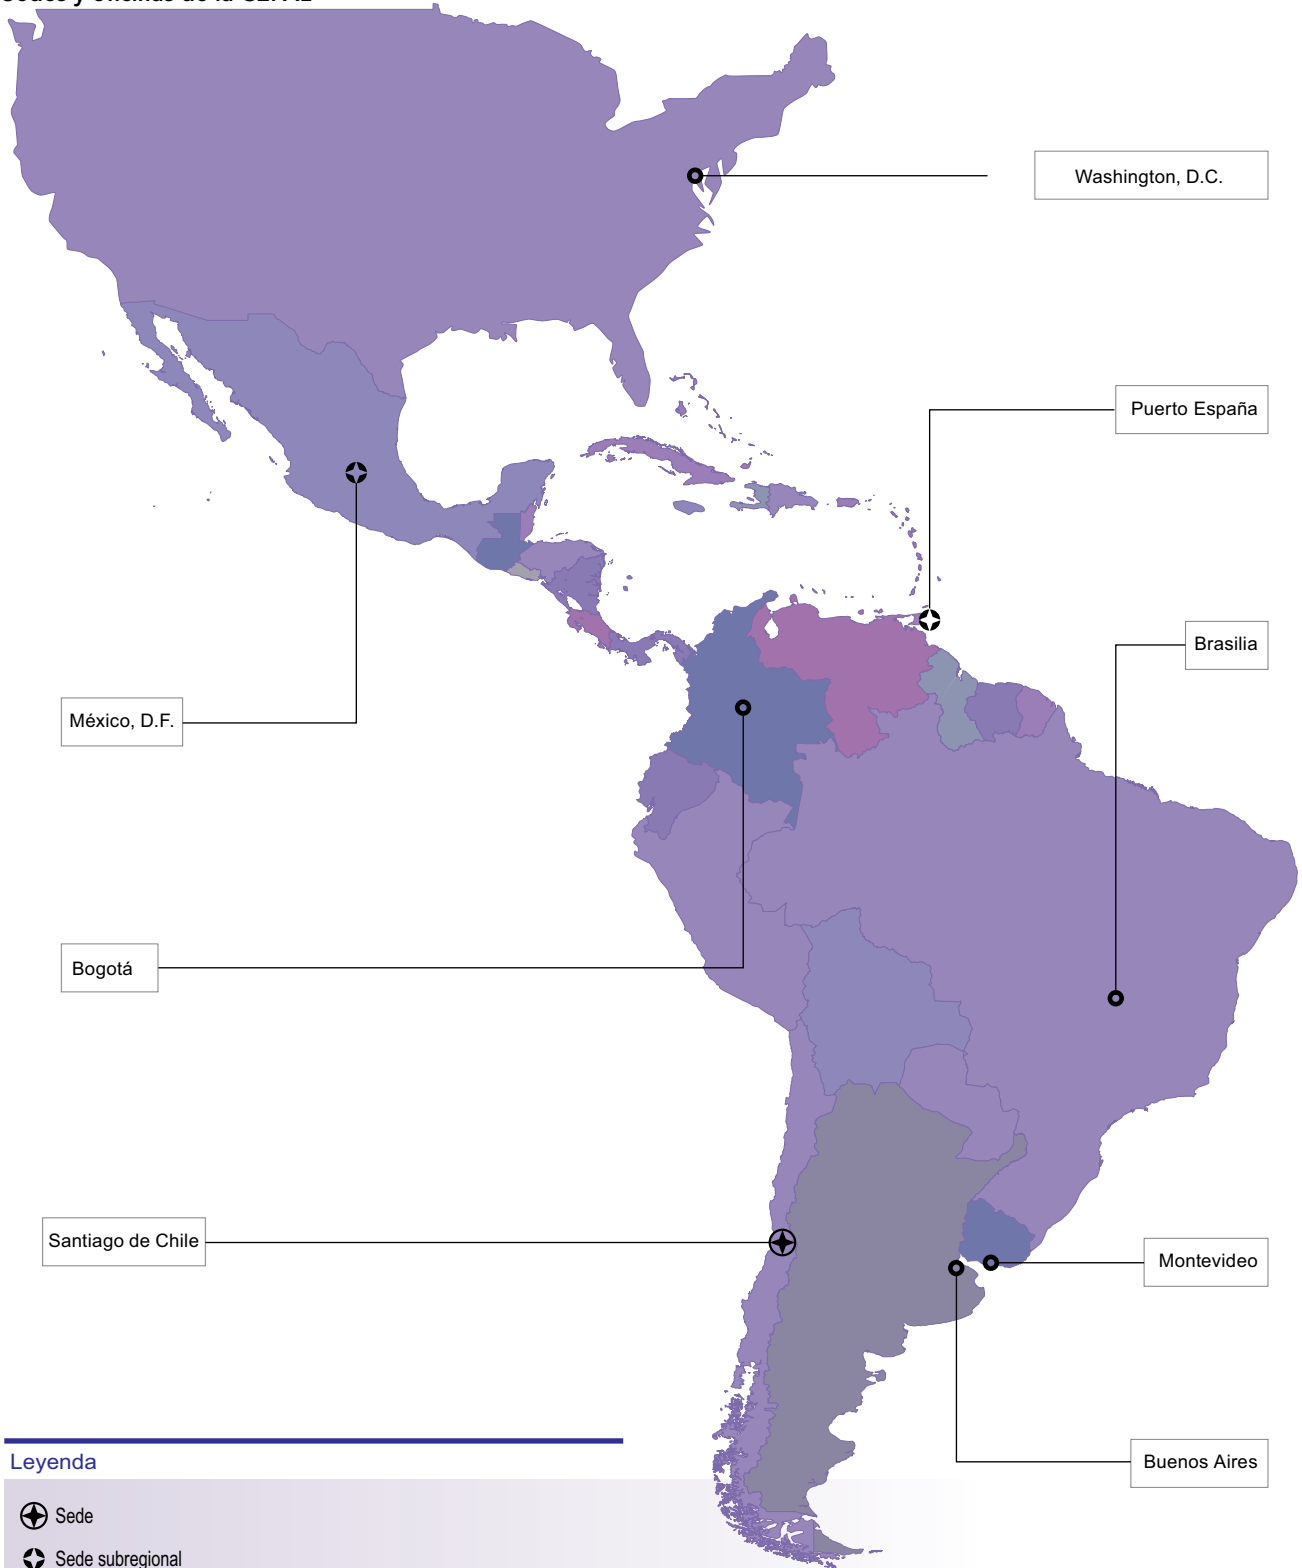 Washington, D.C.
Puerto España
Brasilia
México, D.F.
Bogotá
Santiago de Chile
Montevideo
Buenos Aires
Leyenda
Sede
Sede subregional